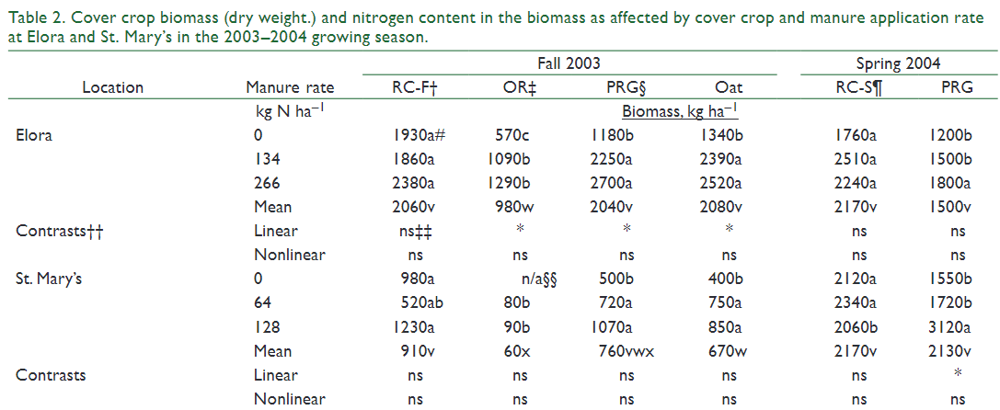 Table 2. Cover crop biomass (dry weight.) and nitrogen content in the biomass as affected by cover crop and manure application rate
at Elora and St. Mary's in the 2003–2004 growing season.
Fall 2003 Spring 2004
Location Manure rate RC-F† OR‡ PRG§ Oat RC-S¶ PRG
kg N ha–1 Biomass, kg ha–1
Elora 0 1930a# 570c 1180b 1340b 1760a 1200b
134 1860a 1090b 2250a 2390a 2510a 1500b
266 2380a 1290b 2700a 2520a 2240a 1800a
Mean 2060v 980w 2040v 2080v 2170v 1500v
Contrasts†† Linear ns‡‡ * * * ns ns
Nonlinear ns ns ns ns ns ns
St. Mary's 0 980a n/a§§ 500b 400b 2120a 1550b
64 520ab 80b 720a 750a 2340a 1720b
128 1230a 90b 1070a 850a 2060b 3120a
Mean 910v 60x 760vwx 670w 2170v 2130v
Contrasts Linear ns ns ns ns ns *
Nonlinear ns ns ns ns ns ns